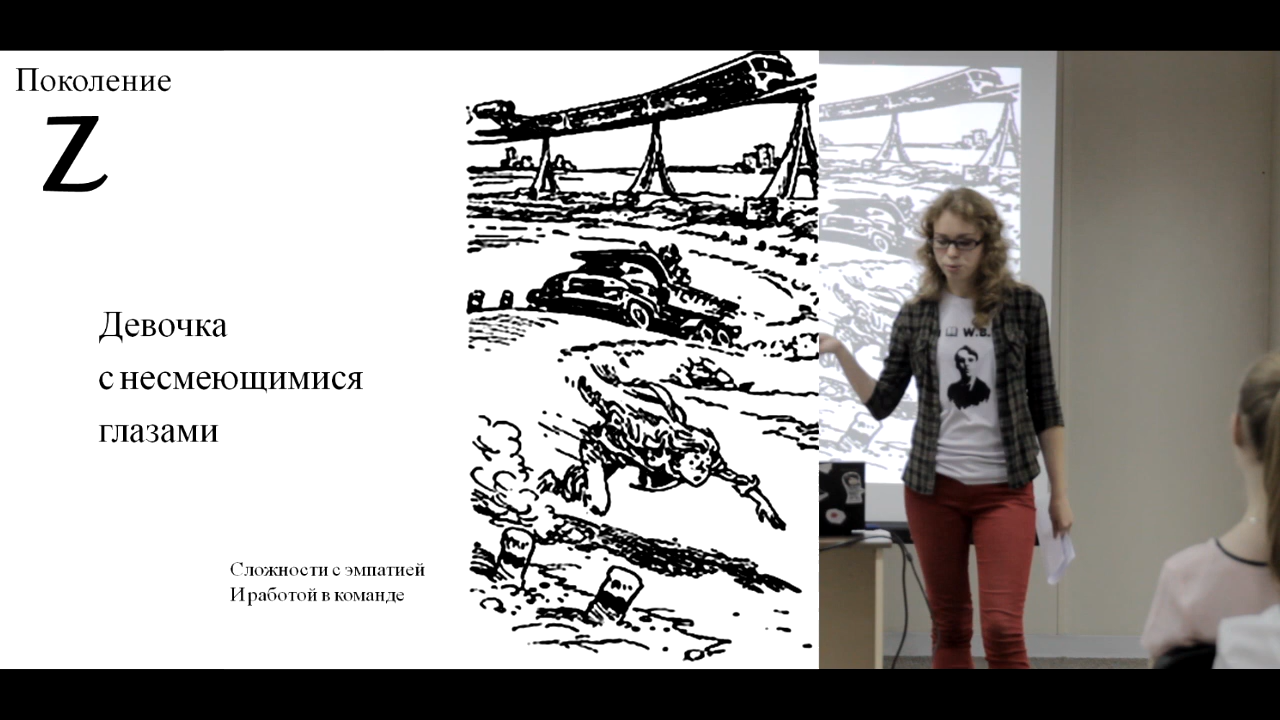 Поколение
Z
Девочка
с несмеющимися
глазами
Сложности с эмпатией
И работой в команде
W.B.